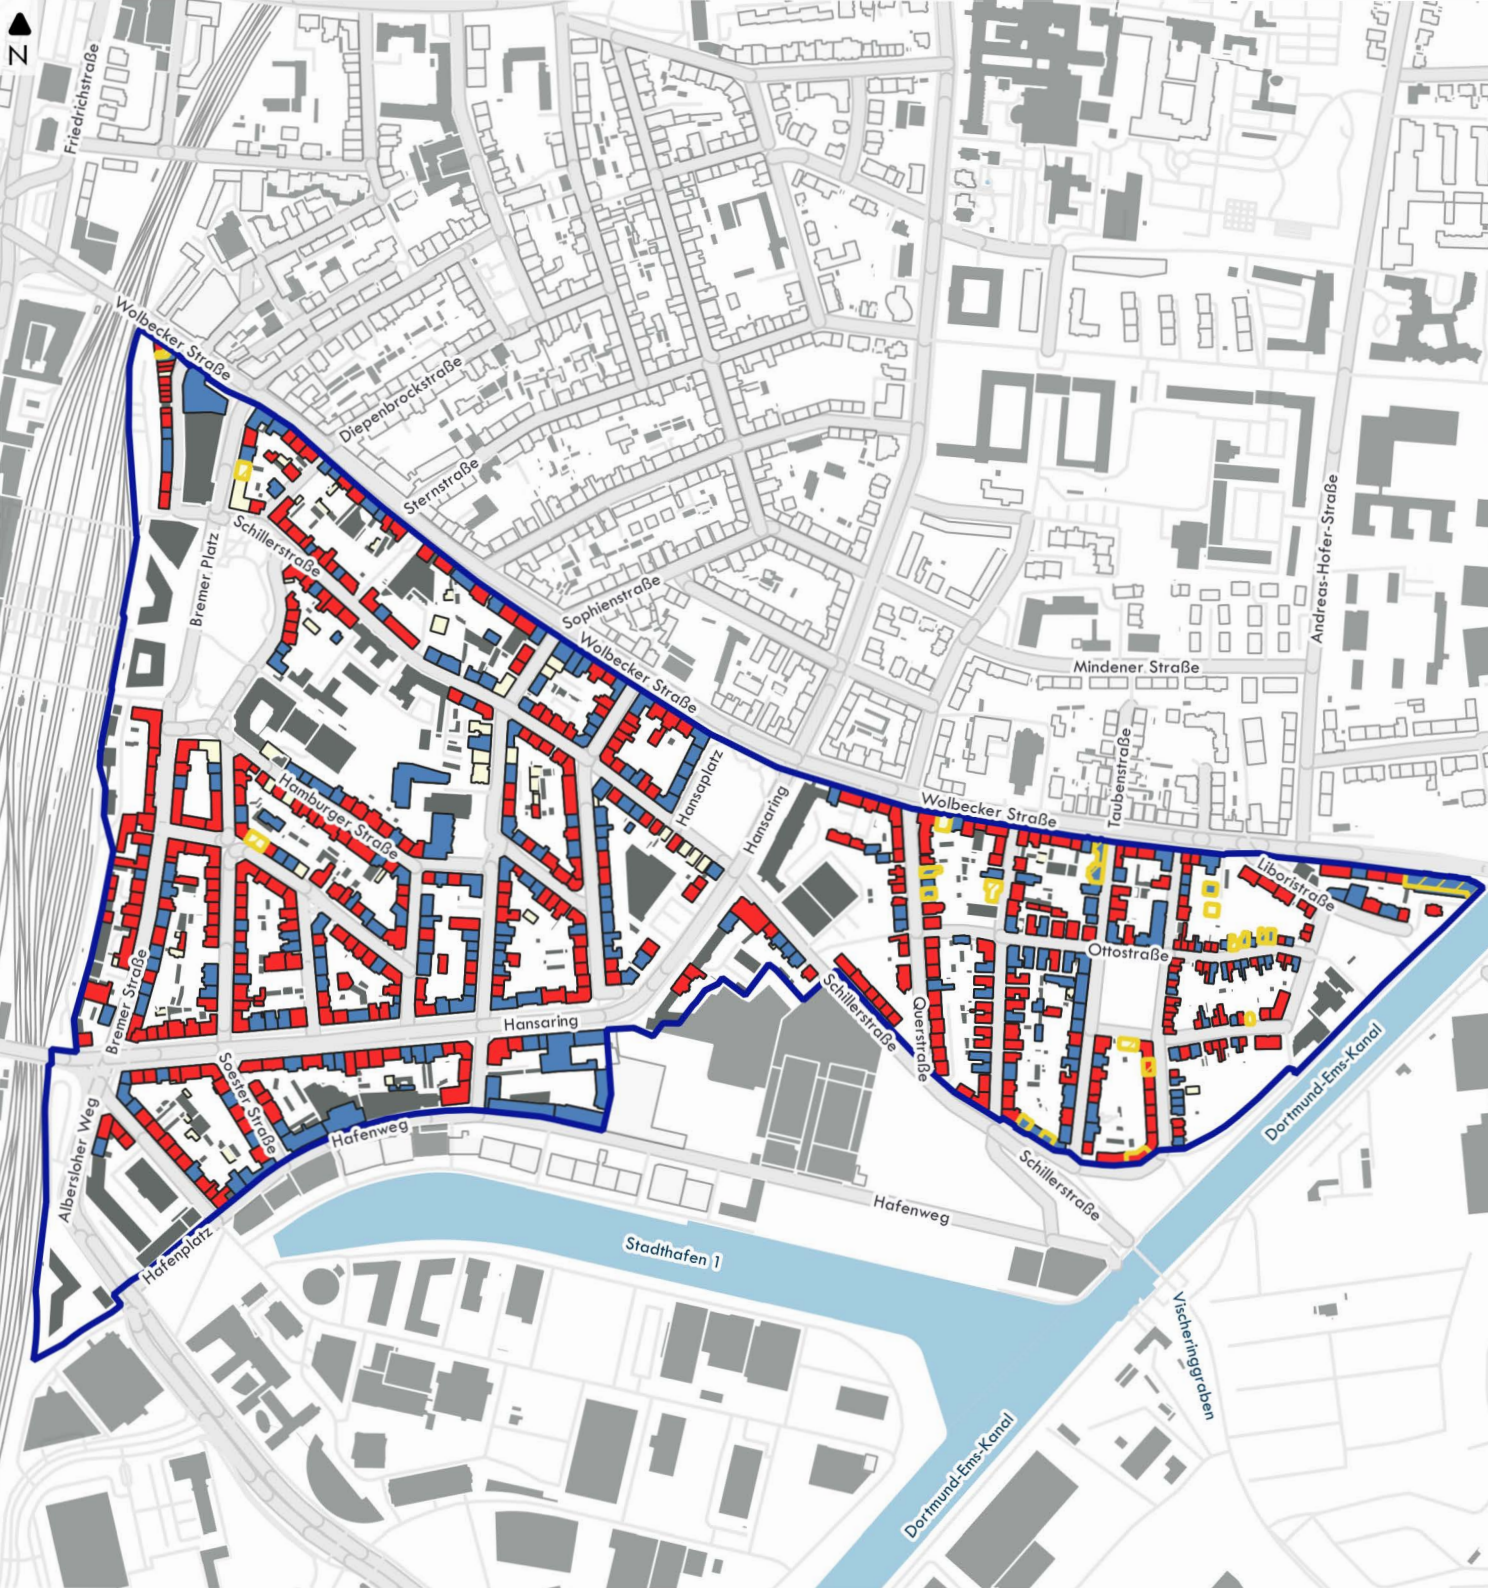 N
Friedrichstraße
Wolbecker Straße
Diepenbrockstraße
Sternstraße
Schillerstraße
Bremer Platz
Sophienstraße
Wolbecker Straße
Andreas-Hofer-Straße
Mindener Straße
Taubenstraße
Hansaplatz
Hansaring
Wolbecker Straße
Hamburger Straße
Liboristraße
Ottostraße
Bremer Straße
Schillerstraße
Querstraße
Hansaring
Soester Straße
Albersloher Weg
Hafenweg
Dortmund-Ems-Kanal
Schillerstraße
Hafenweg
Hafenplatz
Stadthafen 1
Vischeringgraben
Dortmund-Ems-Kanal